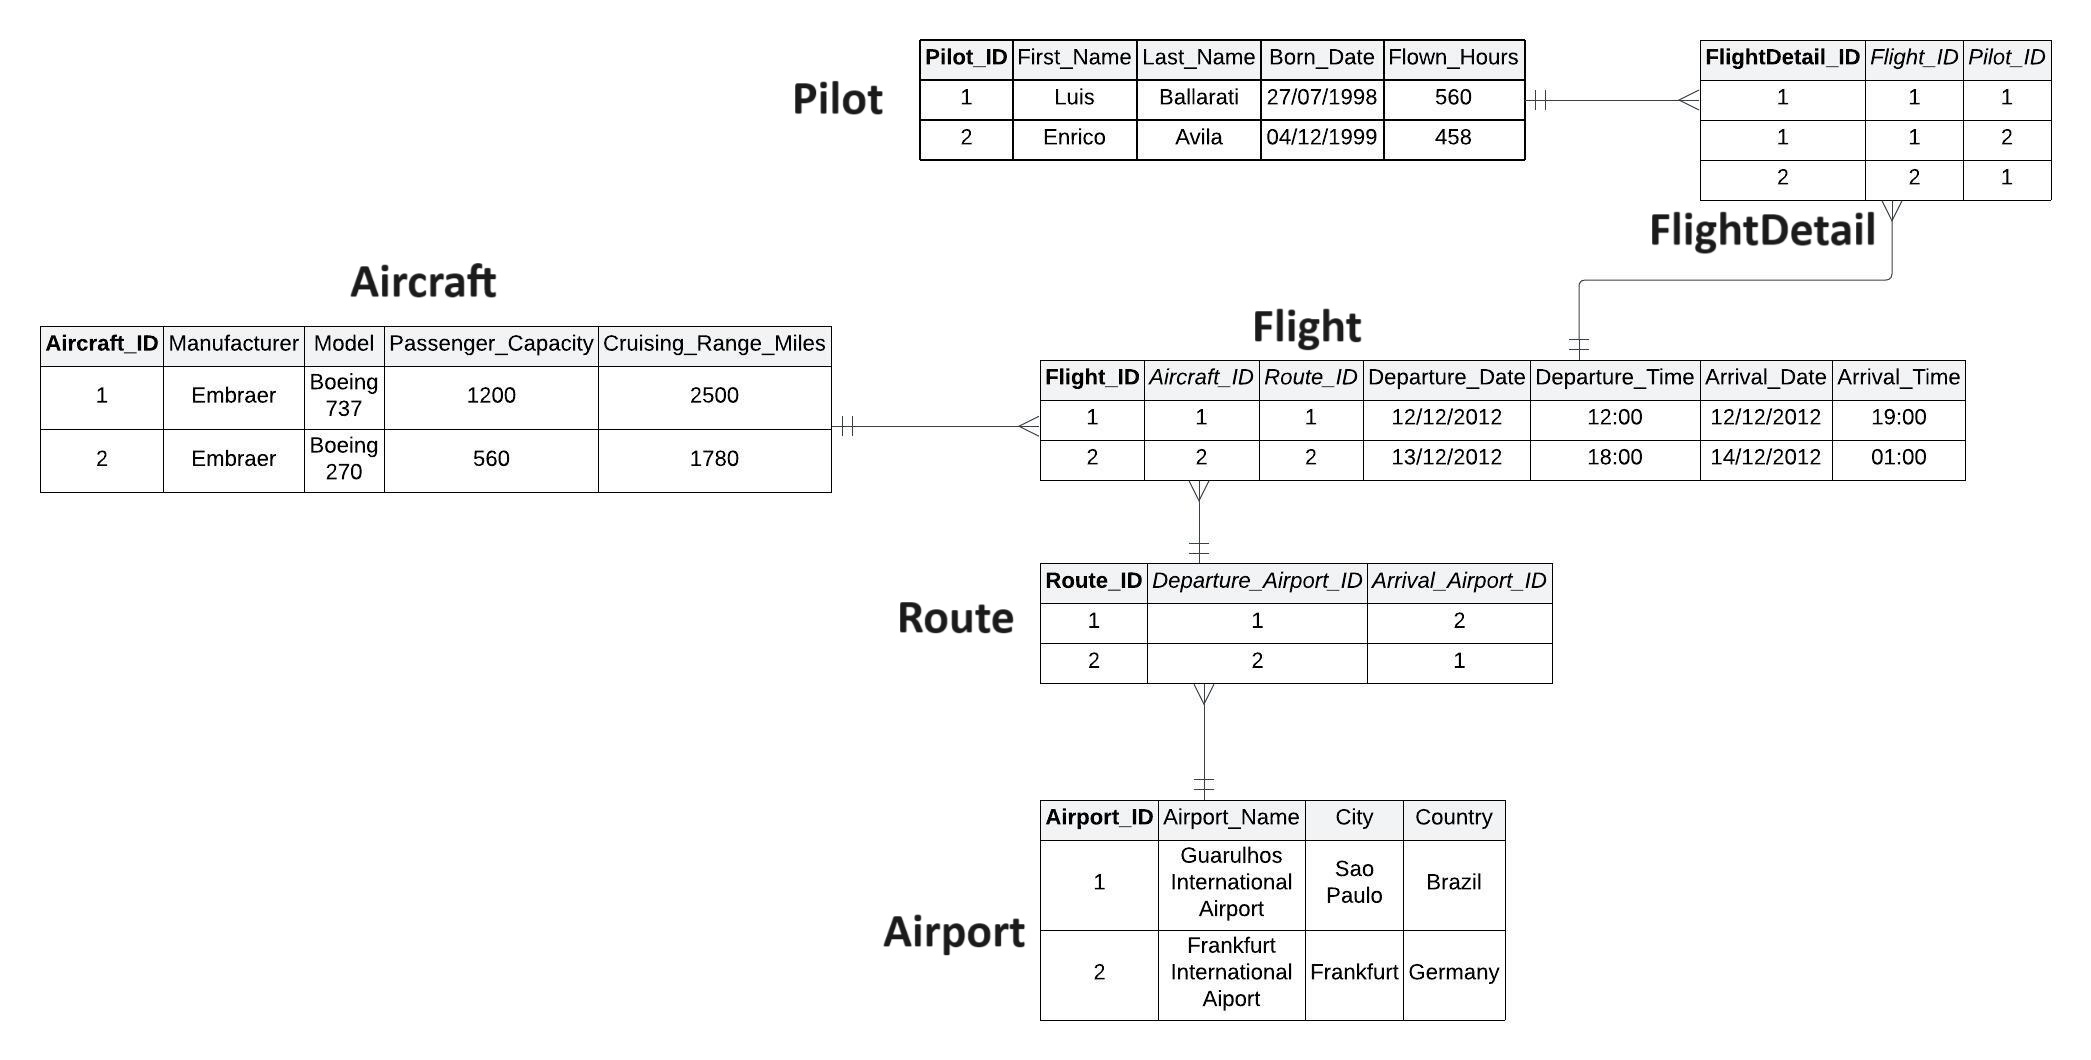 Pilot
Pilot_ID First_Name Last_Name Born_Date Flown_Hours
1 Luis Ballarati 27/07/1998 560
2 Enrico Avila 04/12/1999 458
FlightDetail_ID Flight_ID Pilot_ID
1 1 1
1 1 2
2 2 1
FlightDetail
Aircraft
Aircraft_ID Manufacturer Model Passenger_Capacity Cruising_Range_Miles
1 Embraer Boeing 1200 2500
737
2 Embraer Boeing 560 1780
270
Flight
Flight_ID Aircraft_ID Route_ID Departure_Date Departure_Time Arrival_Date Arrival_Time
1 1 1 12/12/2012 12:00 12/12/2012 19:00
2 2 2 13/12/2012 18:00 14/12/2012 01:00
Route
Route_ID Departure_Airport_ID Arrival_Airport_ID
1 1 2
2 2 1
Airport
Airport_ID Airport_Name City Country
1 Guarulhos
International
Airport
Sao
Paulo
Brazil
2 Frankfurt
International
Aiport
Frankfurt Germany